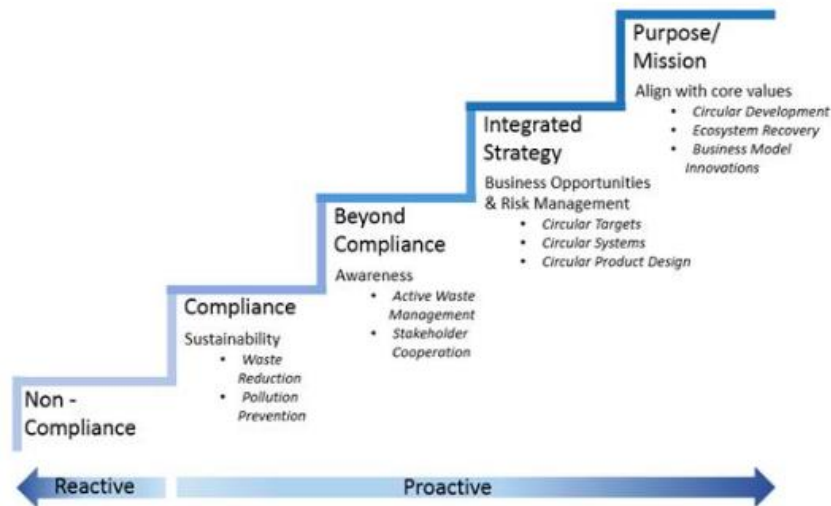 Purpose/
Mission
Align with core values
• Circular Development
• Ecosystem Recovery
• Business Model
Innovations
Integrated
Strategy
Business Opportunities
& Risk Management
• Circular Targets
• Circular Systems
• Circular Product Design
Beyond
Compliance
Awareness
• Active Waste
Management
• Stakeholder
Cooperation
Compliance
Sustainability
• Waste
Reduction
• Pollution
Prevention
Non -
Compliance
Reactive
Proactive